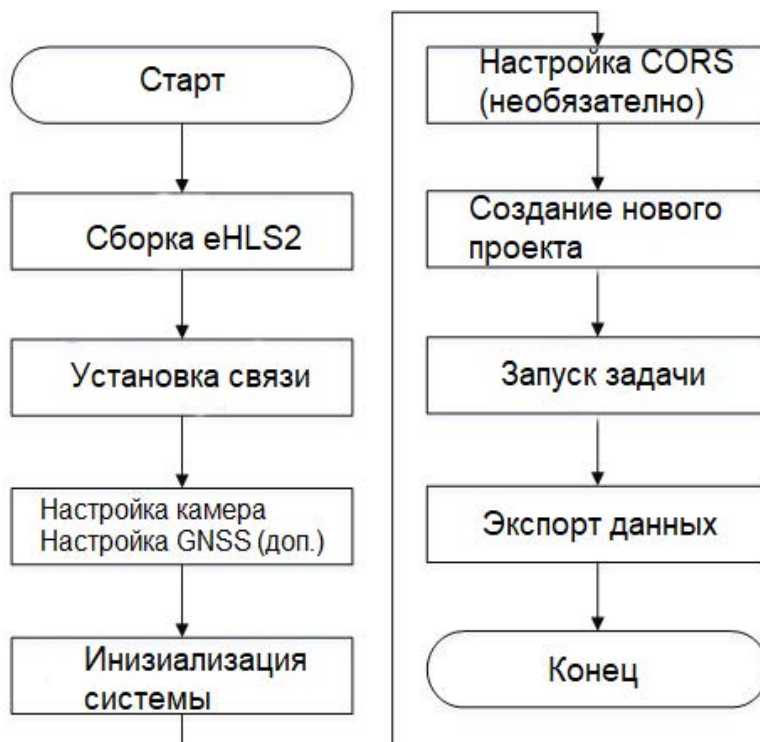 Старт
Сборка eHLS2
Установка связи
Настройка камера
Настройка GNSS (доп.)
Инизиализация
системы
Настройка CORS
(необязателно)
Создание нового
проекта
Запуск задачи
Экспорт данных
Конец